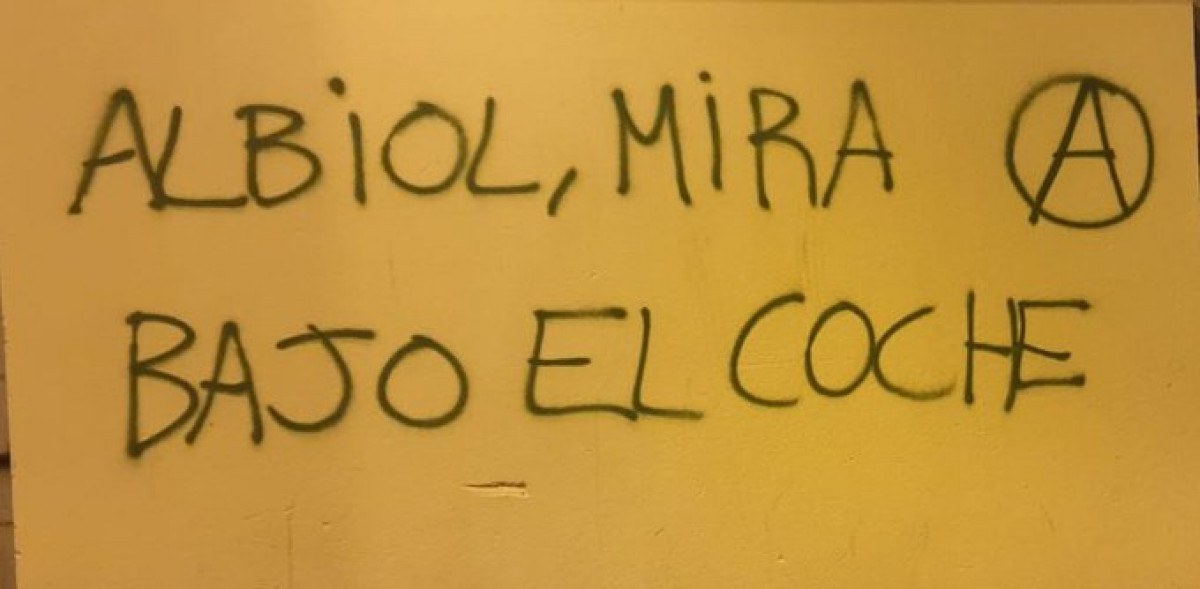 ALBiOL, MiRA Ⓐ
BAJO EL COCHE